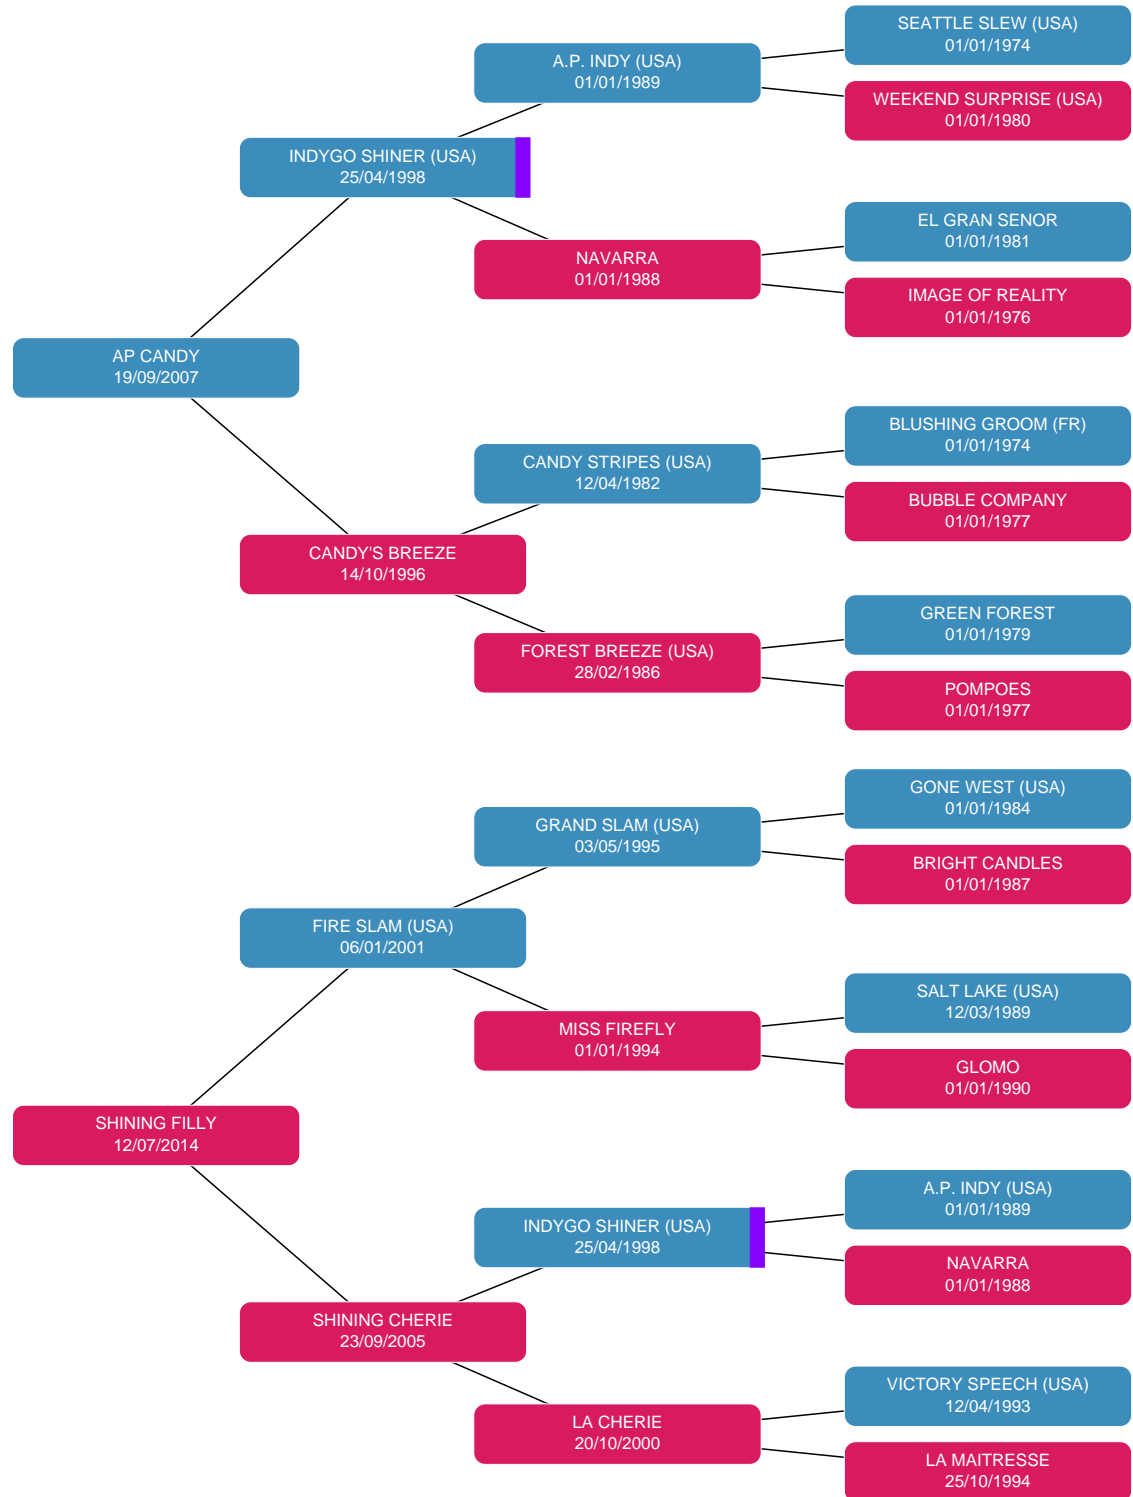 SEATTLE SLEW (USA)
01/01/1974
A.P. INDY (USA)
01/01/1989
WEEKEND SURPRISE (USA)
01/01/1980
INDYGO SHINER (USA)
25/04/1998
EL GRAN SENOR
01/01/1981
NAVARRA
01/01/1988
IMAGE OF REALITY
01/01/1976
AP CANDY
19/09/2007
BLUSHING GROOM (FR)
01/01/1974
CANDY STRIPES (USA)
12/04/1982
BUBBLE COMPANY
01/01/1977
CANDY'S BREEZE
14/10/1996
GREEN FOREST
01/01/1979
FOREST BREEZE (USA)
28/02/1986
POMPOES
01/01/1977
GONE WEST (USA)
01/01/1984
GRAND SLAM (USA)
03/05/1995
BRIGHT CANDLES
01/01/1987
FIRE SLAM (USA)
06/01/2001
SALT LAKE (USA)
12/03/1989
MISS FIREFLY
01/01/1994
GLOMO
01/01/1990
SHINING FILLY
12/07/2014
A.P. INDY (USA)
01/01/1989
INDYGO SHINER (USA)
25/04/1998
NAVARRA
01/01/1988
SHINING CHERIE
23/09/2005
VICTORY SPEECH (USA)
12/04/1993
LA CHERIE
20/10/2000
LA MAITRESSE
25/10/1994